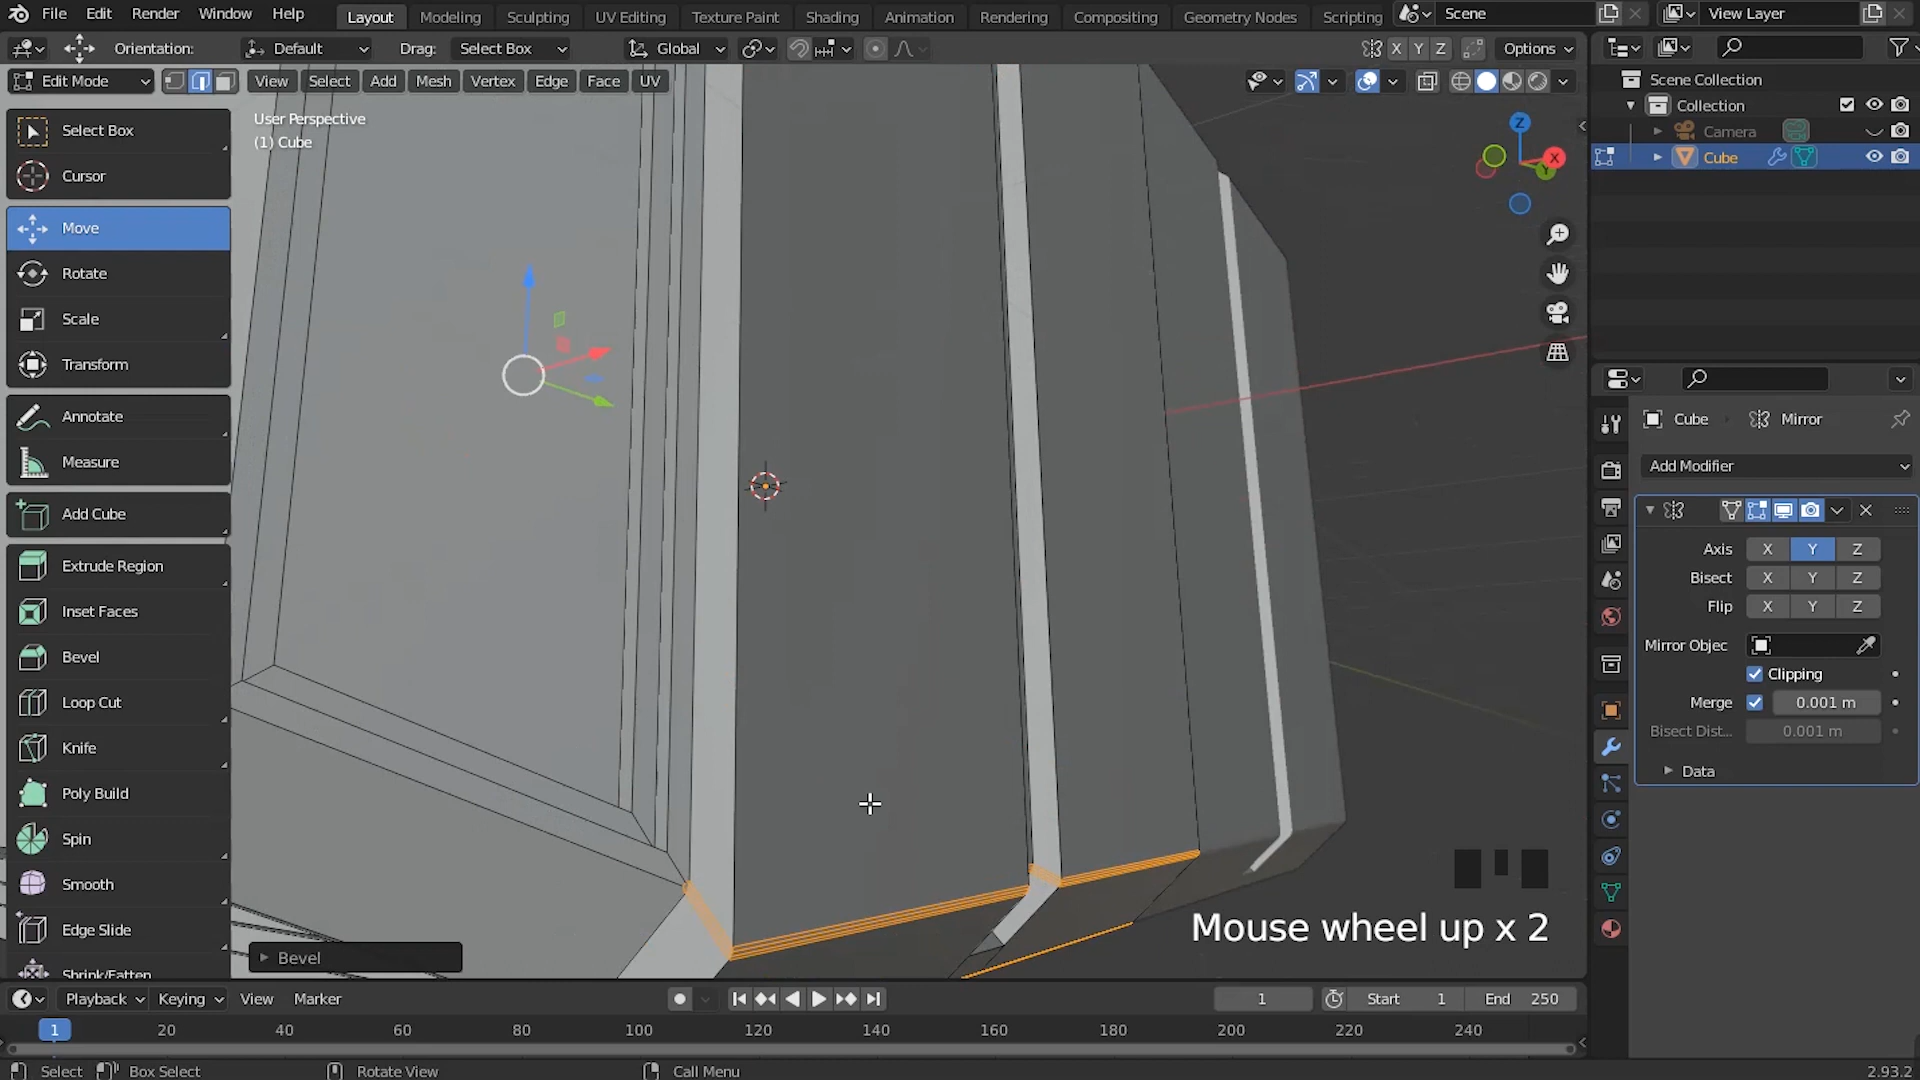 File Edit Render Window Help Layout Modeling Sculpting UV Editing Texture Paint Shading Animation Rendering Compositing Geometry Nodes Scripting Scene View Layer
Orientation: Default Drag: Select Box Global X Y Z Options
Edit Mode View Select Add Mesh Vertex Edge Face UV
User Perspective
(1) Cube
Select Box
Cursor
Move
Rotate
Scale
Transform
Annotate
Measure
Add Cube
Extrude Region
Inset Faces
Bevel
Loop Cut
Knife
Poly Build
Spin
Smooth
Edge Slide
Shrink/Fatten
Bevel
Z
X
Y
Mouse wheel up x 2
Scene Collection
Collection
Camera
Cube
Cube Mirror
Add Modifier
Axis X Y Z
Bisect X Y Z
Flip X Y Z
Mirror Objec
Clipping
Merge 0.001 m
Bisect Dist... 0.001 m
Data
Playback Keying View Marker 1 Start 1 End 250
1 20 40 60 80 100 120 140 160 180 200 220 240
Select Box Select Rotate View Call Menu 2.93.2